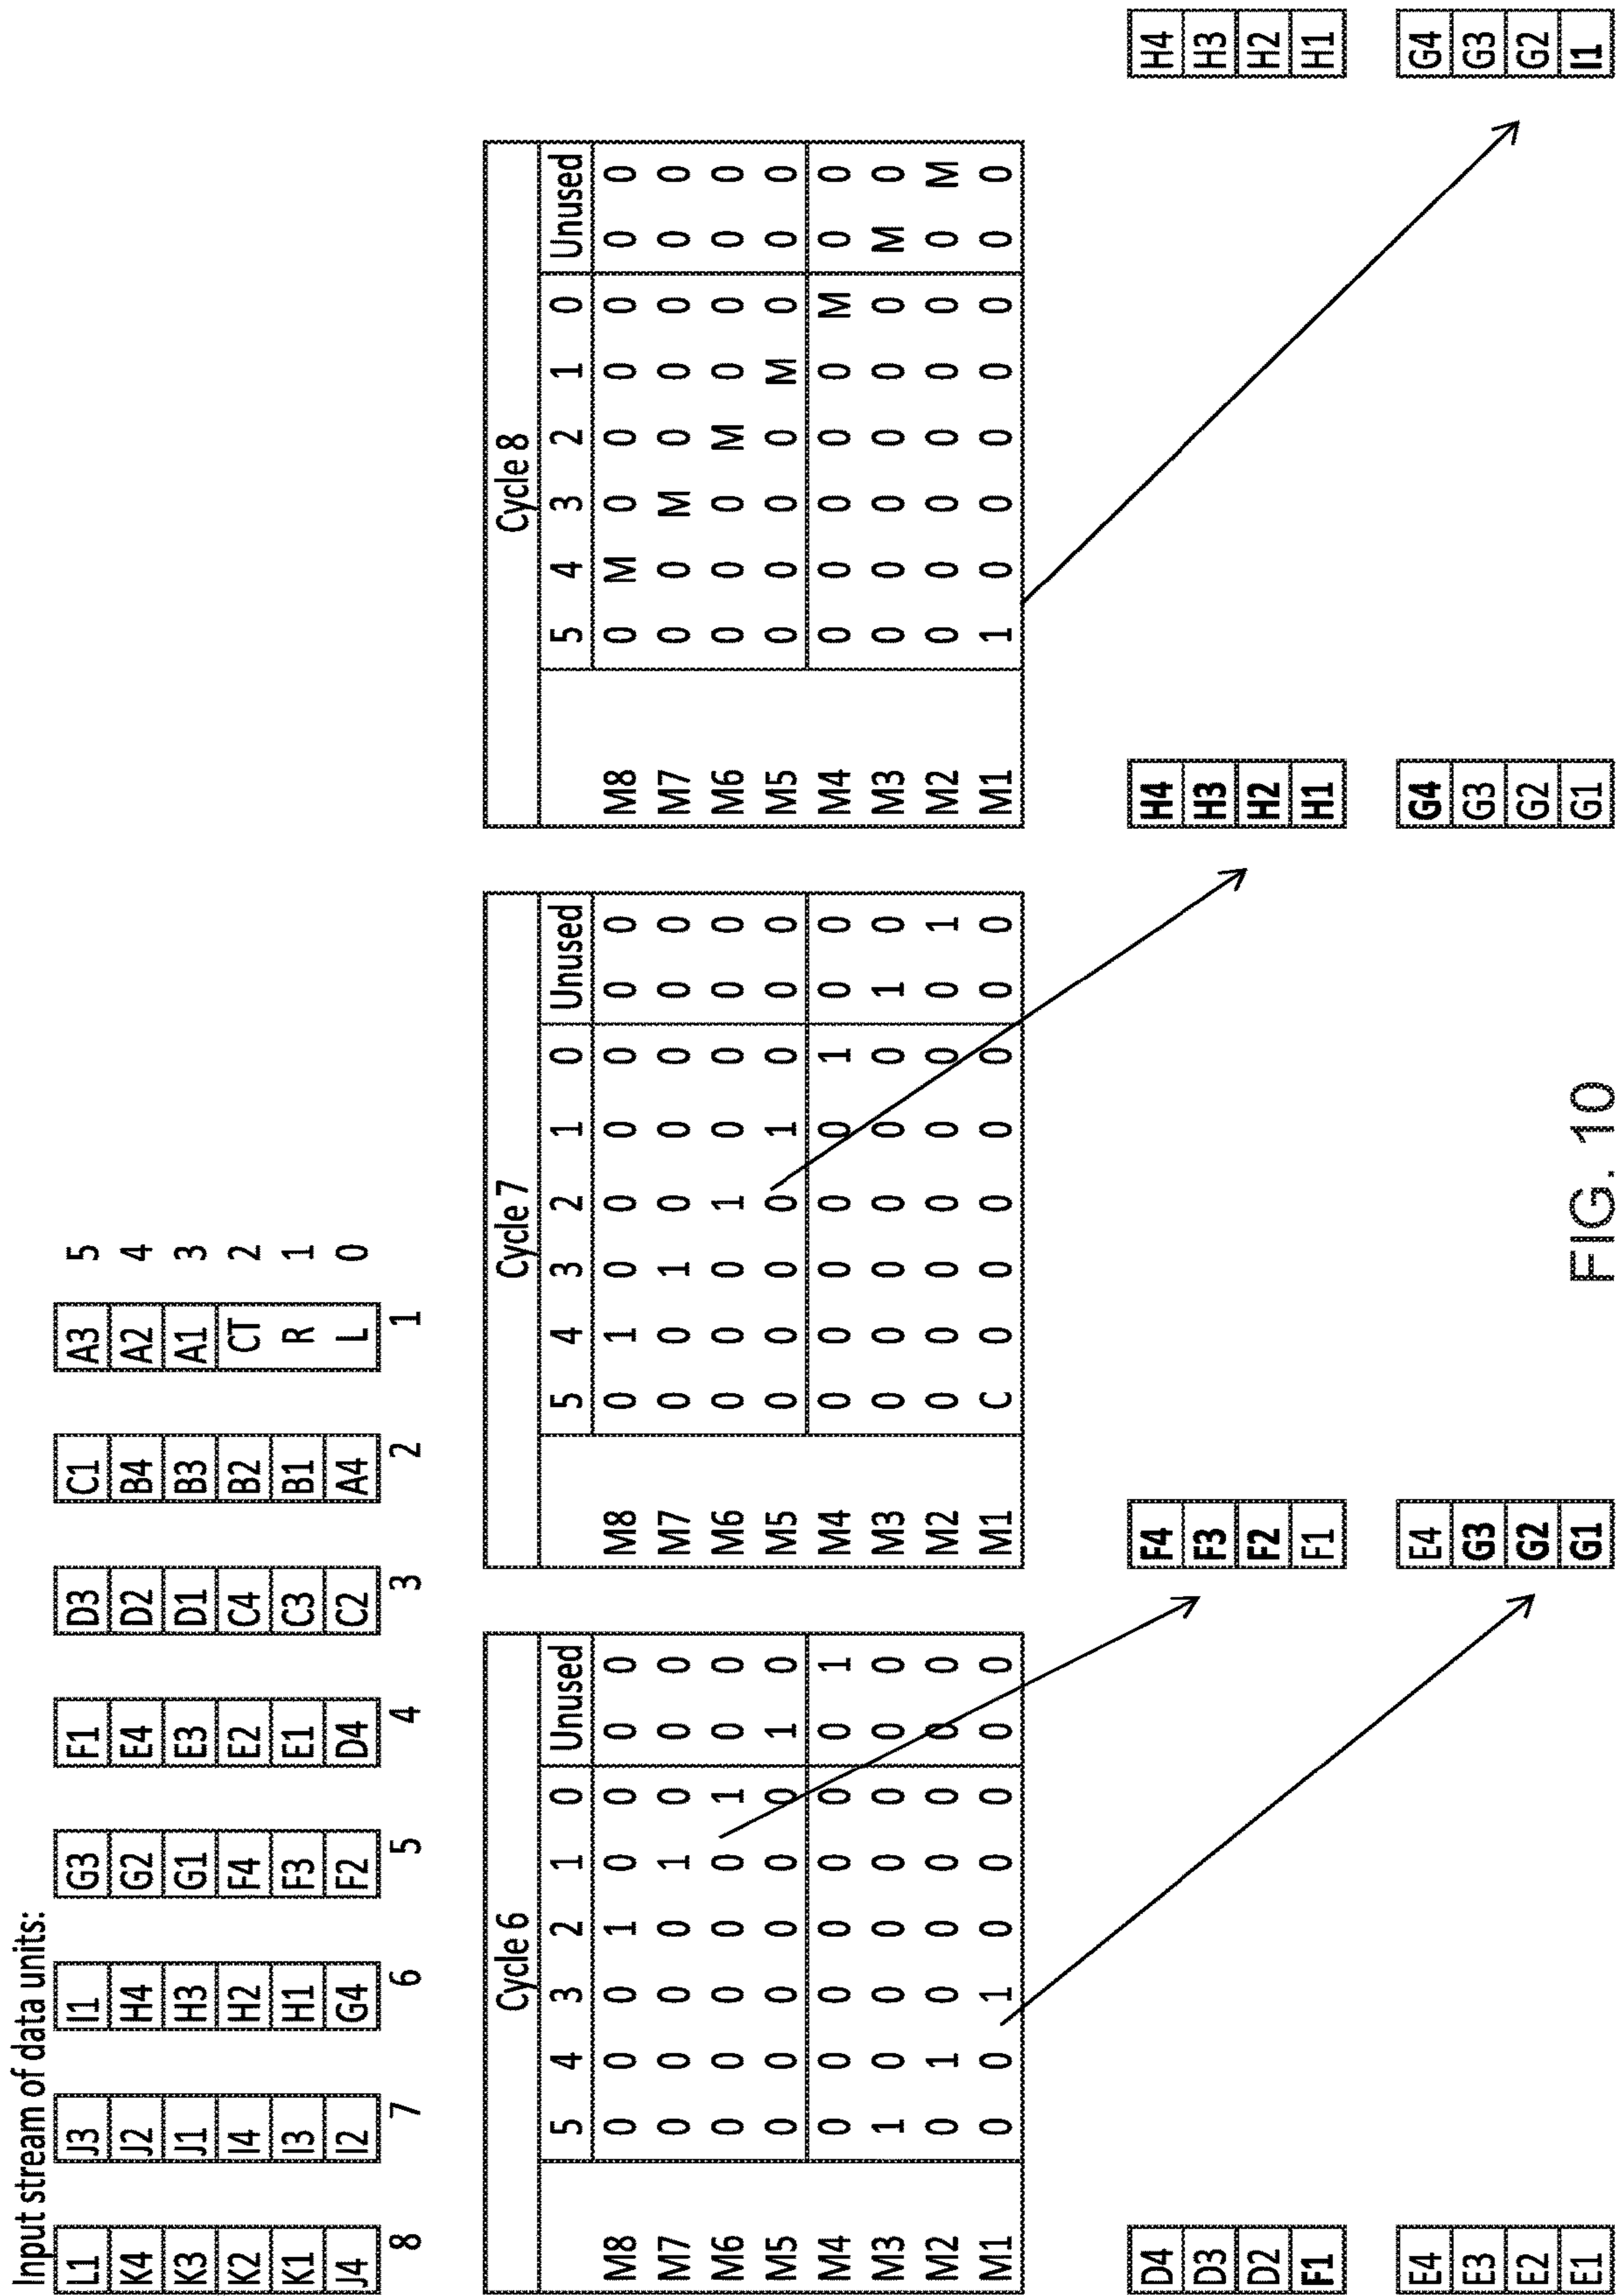 Input stream of data units:
L1 J3 I1 G3 F1 D3 C1 A3 5
K4 J2 H4 G2 E4 D2 B4 A2 4
K3 J1 H3 G1 E3 D1 B3 A1 3
K2 I4 H2 F4 E2 C4 B2 CT 2
K1 I3 H1 F3 E1 C3 B1 R 1
J4 I2 G4 F2 D4 C2 A4 L 0
8 7 6 5 4 3 2 1
Cycle 6 Cycle 7 Cycle 8
5 4 3 2 1 0 Unused 5 4 3 2 1 0 Unused 5 4 3 2 1 0 Unused
M8 0 0 0 1 0 0 0 0 M8 0 1 0 0 0 0 0 0 M8 0 M 0 0 0 0 0 0
M7 0 0 0 0 1 0 0 0 M7 0 0 1 0 0 0 0 0 M7 0 0 M 0 0 0 0 0
M6 0 0 0 0 0 1 0 0 M6 0 0 0 1 0 0 0 0 M6 0 0 0 M 0 0 0 0
M5 0 0 0 0 0 0 1 0 M5 0 0 0 0 1 0 0 0 M5 0 0 0 0 M 0 0 0
M4 0 0 0 0 0 0 0 1 M4 0 0 0 0 0 1 0 0 M4 0 0 0 0 0 M 0 0
M3 1 0 0 0 0 0 0 0 M3 0 0 0 0 0 0 1 0 M3 0 0 0 0 0 0 M 0
M2 0 1 0 0 0 0 0 0 M2 0 0 0 0 0 0 0 1 M2 0 0 0 0 0 0 0 M
M1 0 0 1 0 0 0 0 0 M1 C 0 0 0 0 0 0 0 M1 1 0 0 0 0 0 0 0
D4 F4 H4 H4
D3 F3 H3 H3
D2 F2 H2 H2
F1 F1 H1 H1
E4 E4 G4 G4
E3 G3 G3 G3
E2 G2 G2 G2
E1 G1 G1 I1
FIG. 10